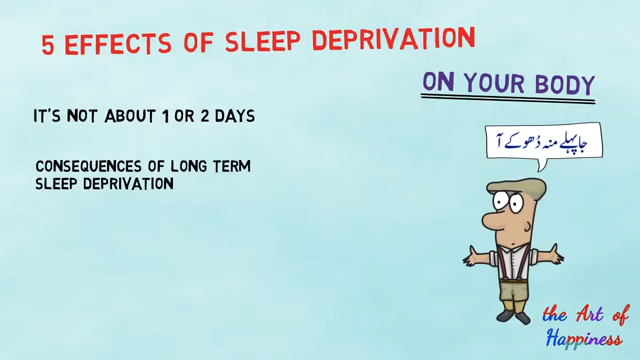 5 EFFECTS OF SLEEP DEPRIVATION
ON YOUR BODY
IT'S NOT ABOUT 1 OR 2 DAYS
جا پہلے منہ دُھو کے آ
CONSEQUENCES OF LONG TERM
SLEEP DEPRIVATION
the Art of
Happiness